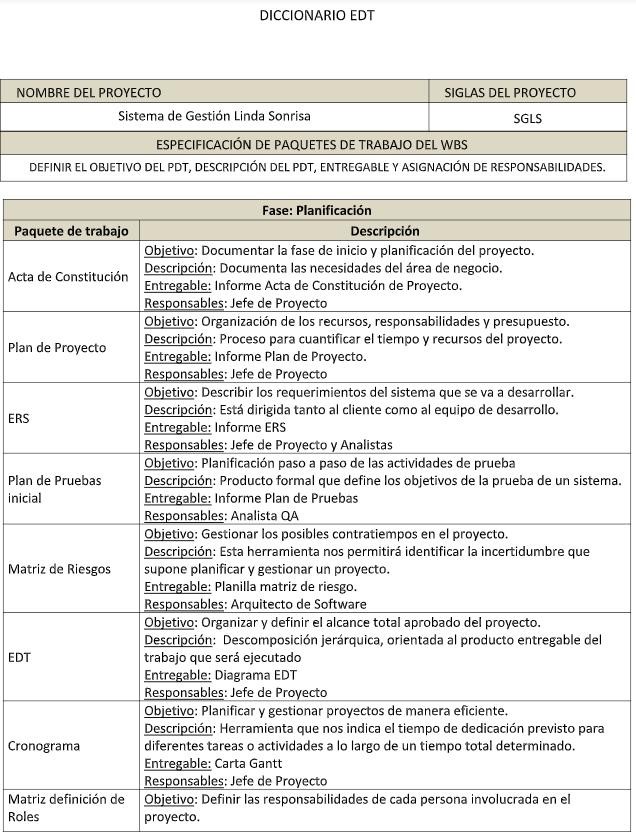 DICCIONARIO EDT
NOMBRE DEL PROYECTO
SIGLAS DEL PROYECTO
Sistema de Gestión Linda Sonrisa
SGLS
ESPECIFICACIÓN DE PAQUETES DE TRABAJO DEL WBS
DEFINIR EL OBJETIVO DEL PDT, DESCRIPCIÓN DEL PDT, ENTREGABLE Y ASIGNACIÓN DE RESPONSABILIDADES.
Fase: Planificación
Paquete de trabajo
Descripción
Acta de Constitución
Objetivo: Documentar la fase de inicio y planificación del proyecto.
Descripción: Documenta las necesidades del área de negocio.
Entregable: Informe Acta de Constitución de Proyecto.
Responsables: Jefe de Proyecto
Plan de Proyecto
Objetivo: Organización de los recursos, responsabilidades y presupuesto.
Descripción: Proceso para cuantificar el tiempo y recursos del proyecto.
Entregable: Informe Plan de Proyecto.
Responsables: Jefe de Proyecto
ERS
Objetivo: Describir los requerimientos del sistema que se va a desarrollar.
Descripción: Está dirigida tanto al cliente como al equipo de desarrollo.
Entregable: Informe ERS
Responsables: Jefe de Proyecto y Analistas
Plan de Pruebas
inicial
Objetivo: Planificación paso a paso de las actividades de prueba
Descripción: Producto formal que define los objetivos de la prueba de un sistema.
Entregable: Informe Plan de Pruebas
Responsables: Analista QA
Matriz de Riesgos
Objetivo: Gestionar los posibles contratiempos en el proyecto.
Descripción: Esta herramienta nos permitirá identificar la incertidumbre que
supone planificar y gestionar un proyecto.
Entregable: Planilla matriz de riesgo.
Responsables: Arquitecto de Software
EDT
Objetivo: Organizar y definir el alcance total aprobado del proyecto.
Descripción: Descomposición jerárquica, orientada al producto entregable del
trabajo que será ejecutado
Entregable: Diagrama EDT
Responsables: Jefe de Proyecto
Cronograma
Objetivo: Planificar y gestionar proyectos de manera eficiente.
Descripción: Herramienta que nos indica el tiempo de dedicación previsto para
diferentes tareas o actividades a lo largo de un tiempo total determinado.
Entregable: Carta Gantt
Responsables: Jefe de Proyecto
Matriz definición de
Roles
Objetivo: Definir las responsabilidades de cada persona involucrada en el
proyecto.